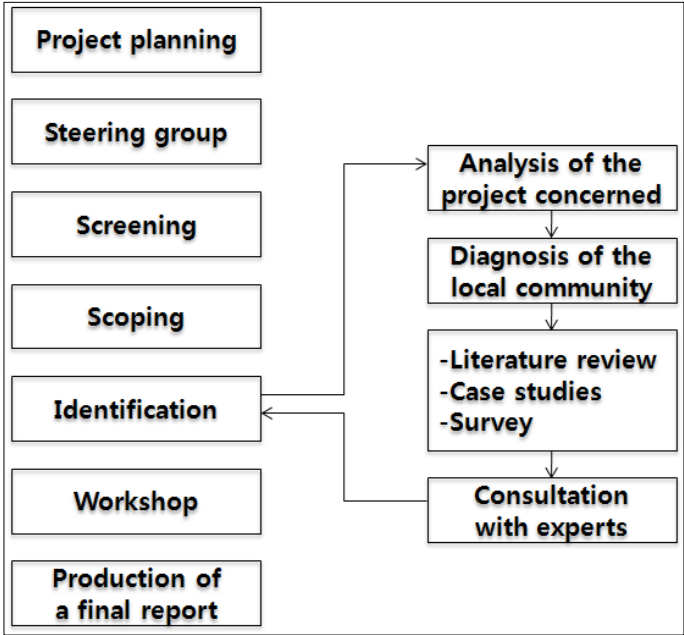 Project planning
Steering group
Screening
Scoping
Identification
Workshop
Production of
a final report
Analysis of the
project concerned
Diagnosis of the
local community
-Literature review
-Case studies
-Survey
Consultation
with experts